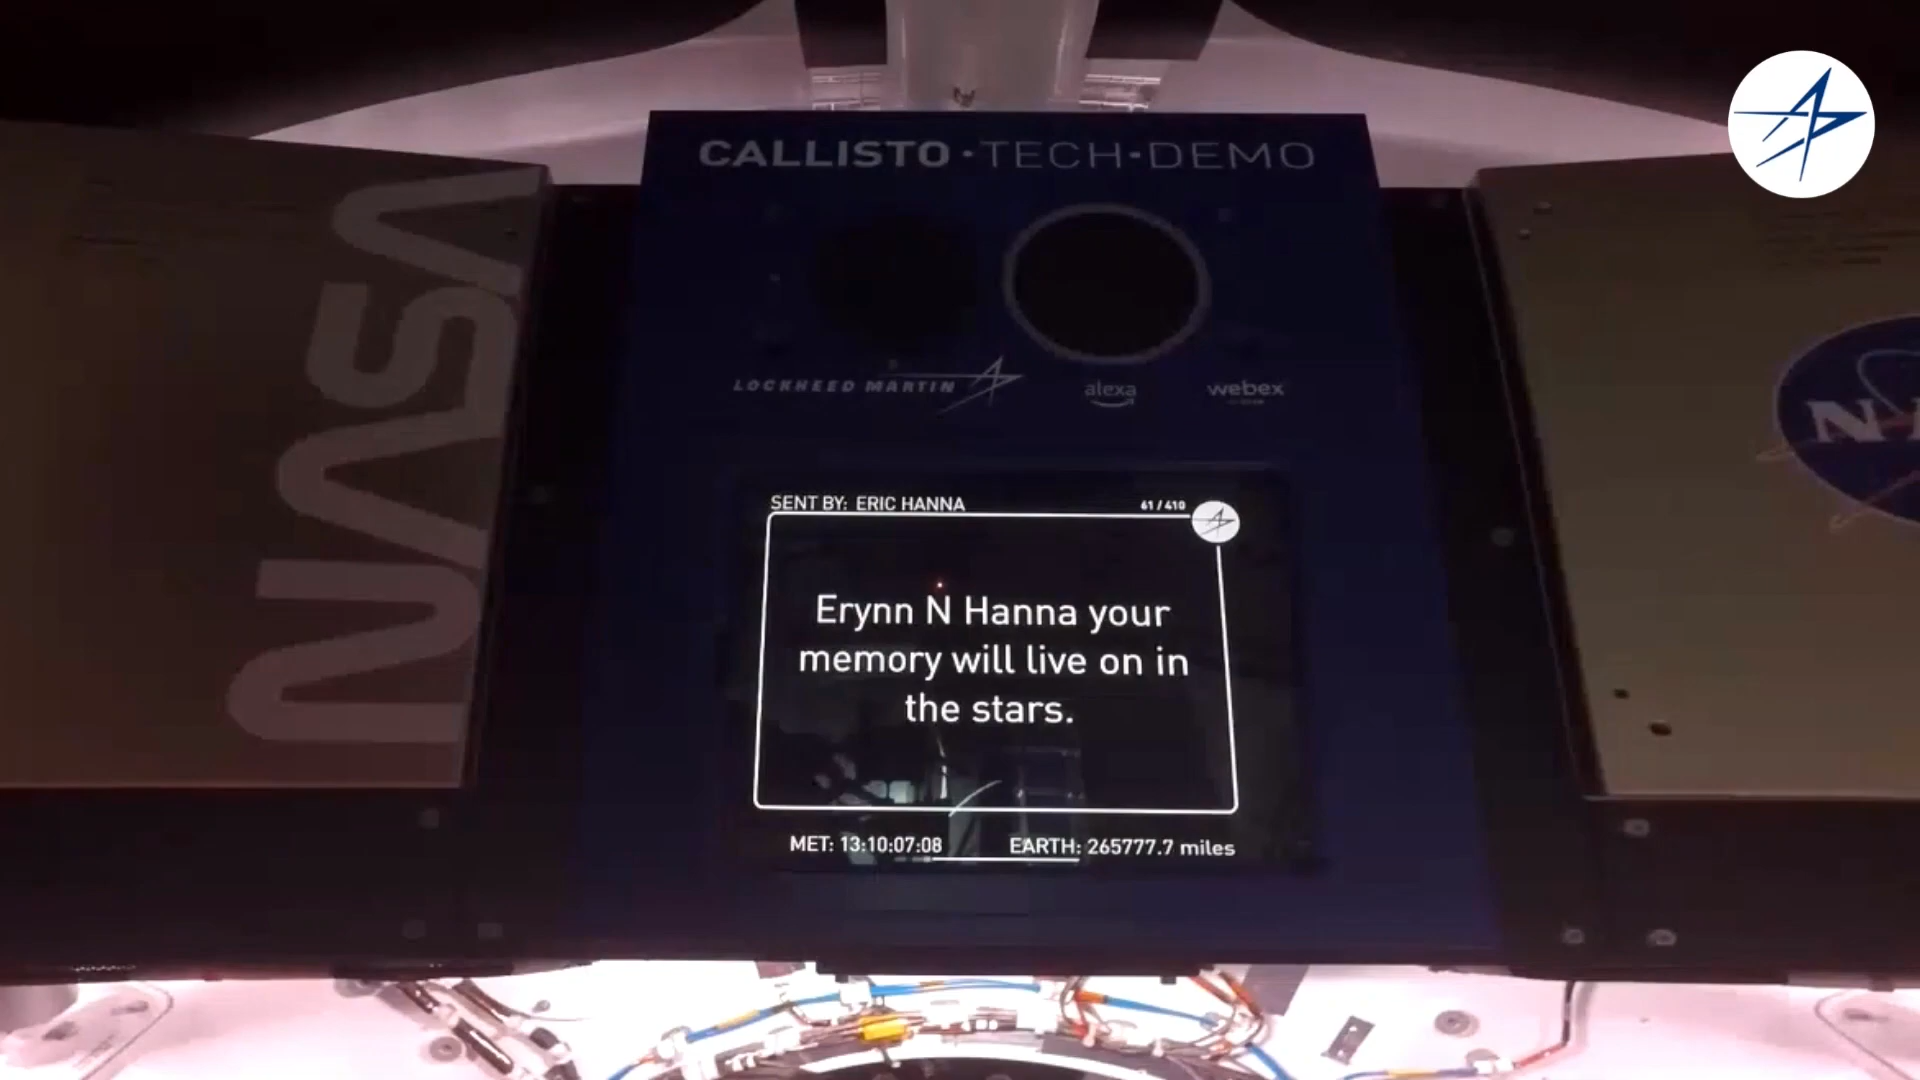 CALLISTO·TECH·DEMO
NASA
LOCKHEED MARTIN
alexa
webex
NA
SENT BY: ERIC HANNA
61 / 410
Erynn N Hanna your
memory will live on in
the stars.
MET: 13:10:07:08
EARTH: 265777.7 miles